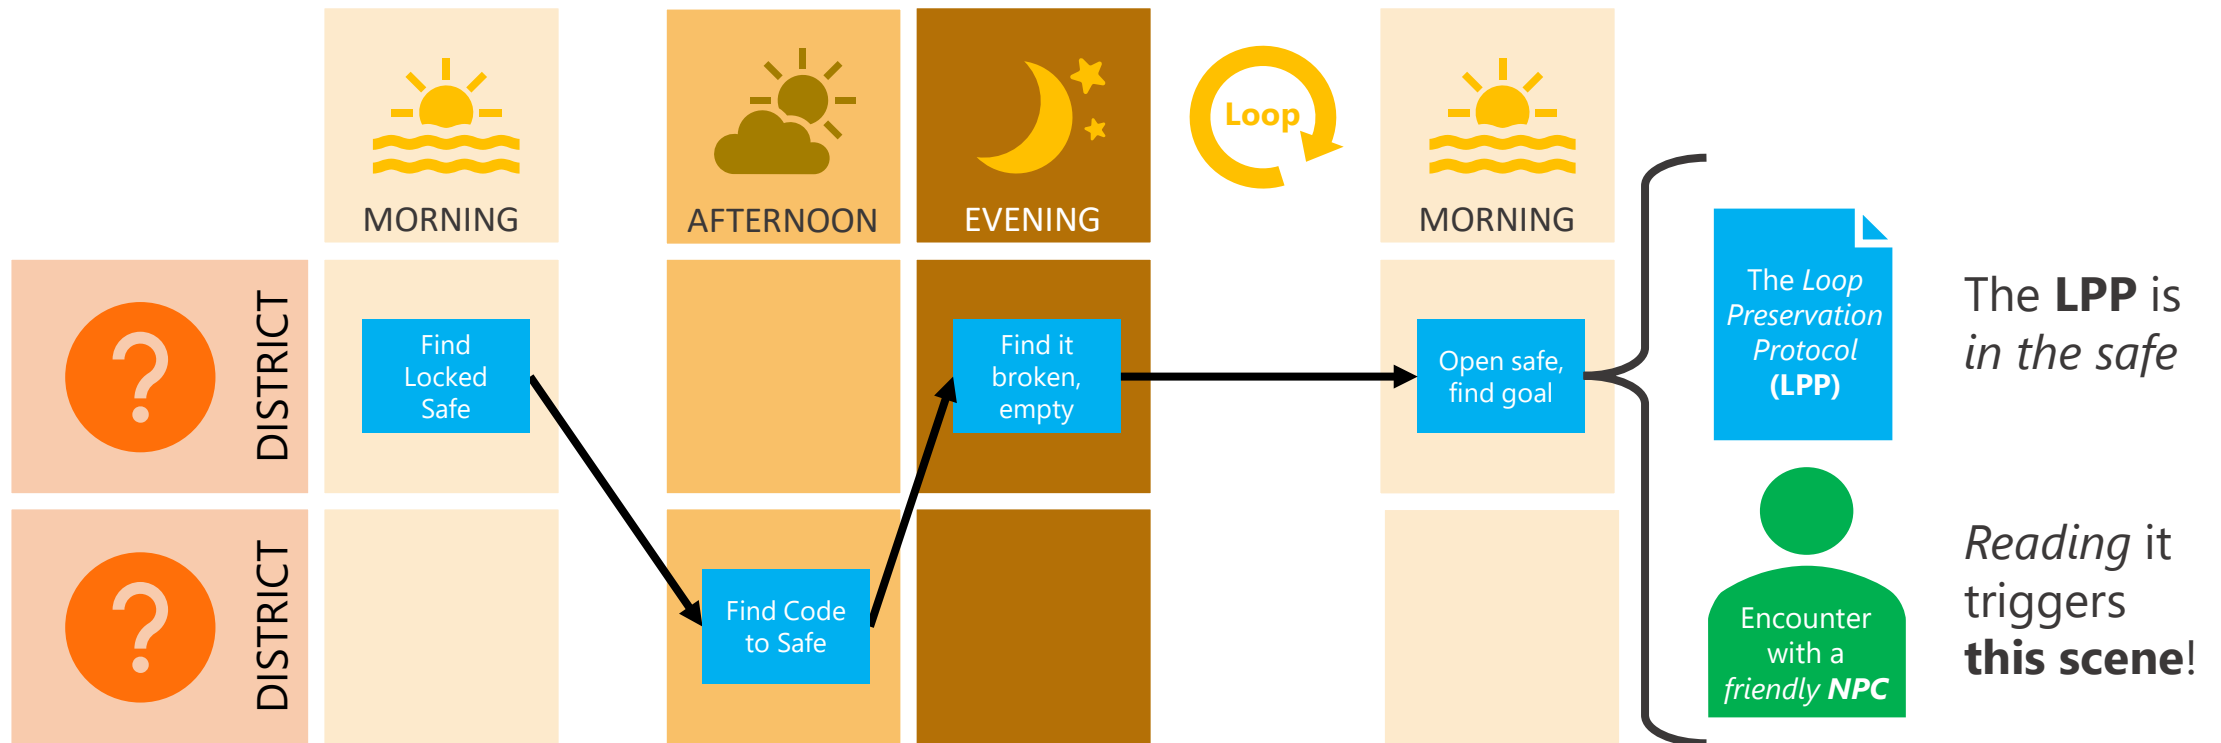 MORNING
AFTERNOON
EVENING
Loop
MORNING
?
DISTRICT
Find
Locked
Safe
Find it
broken,
empty
Open safe,
find goal
The Loop
Preservation
Protocol
(LPP)
The LPP is
in the safe
?
DISTRICT
Find Code
to Safe
Encounter
with a
friendly NPC
Reading it
triggers
this scene!